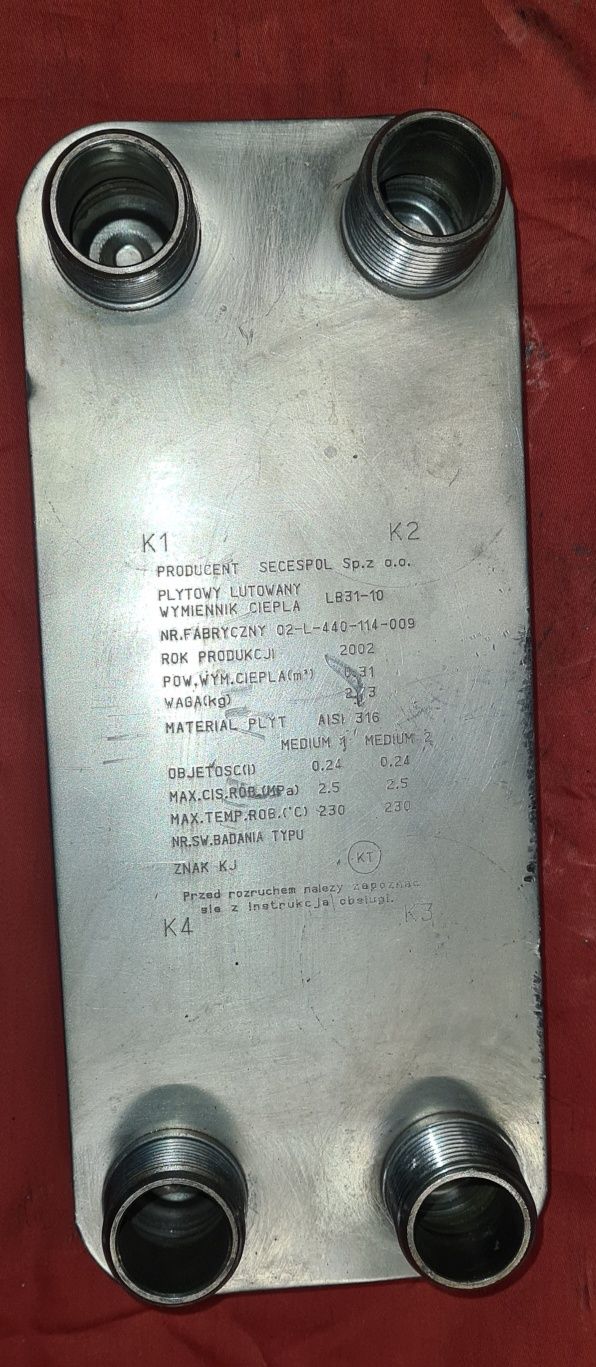 K1 K2
PRODUCENT SECESPOL Sp.z o.o.
PLYTOWY LUTOWANY
WYMIENNIK CIEPLA LB31-10
NR.FABRYCZNY 02-L-440-114-009
ROK PRODUKCJI 2002
POW.WYM.CIEPLA(m²) 0.31
WAGA(kg)
MATERIAL PLYT AISI 316
MEDIUM 1 MEDIUM 2
OBJETOSC(l) 0.24 0.24
MAX.CIS.ROB.(MPa) 2.5 2.5
MAX.TEMP.ROB.(°C) 230 230
NR.SW.BADANIA TYPU
ZNAK KJ KT
Przed rozruchem nalezy zapoznac
sie z instrukcja obslugi.
K4 K3